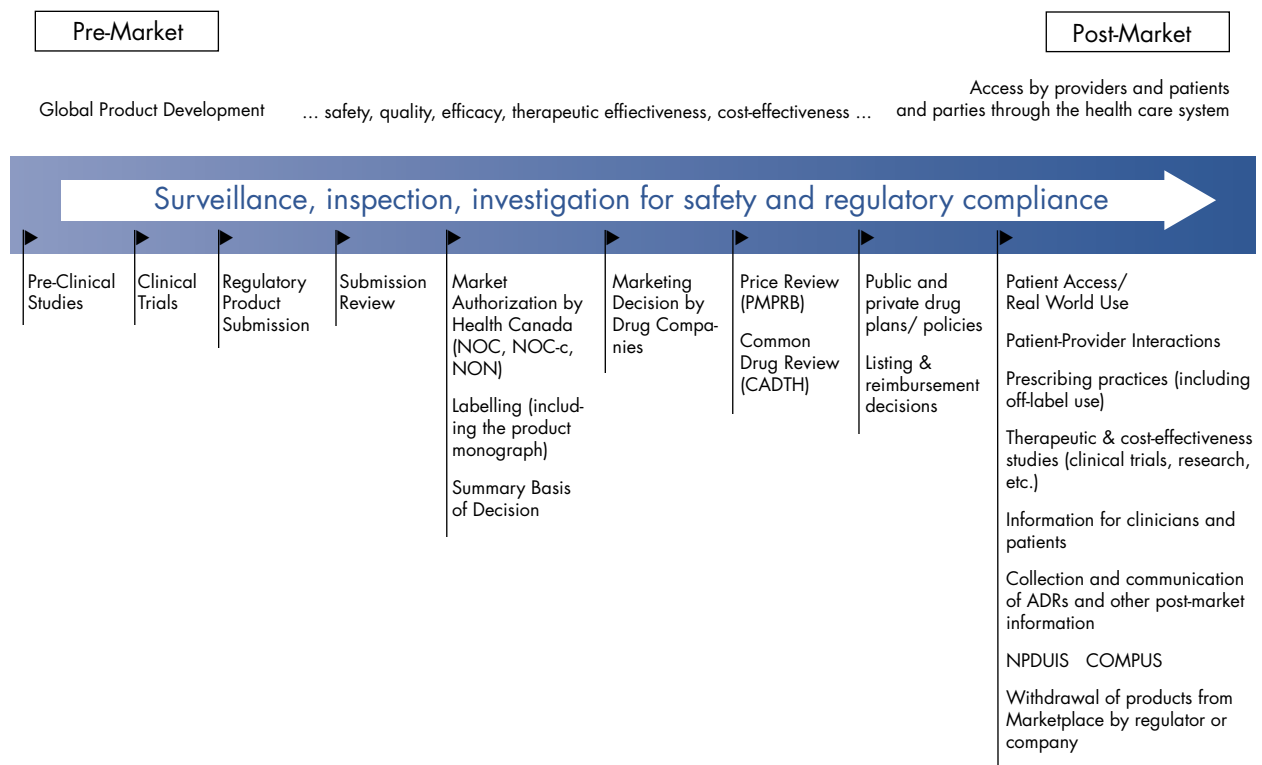 Pre-Market
Post-Market
Global Product Development
... safety, quality, efficacy, therapeutic effiectiveness, cost-effectiveness ...
Access by providers and patients
and parties through the health care system
Surveillance, inspection, investigation for safety and regulatory compliance
Pre-Clinical
Studies
Clinical
Trials
Regulatory
Product
Submission
Submission
Review
Market
Authorization by
Health Canada
(NOC, NOC-c,
NON)
Labelling (includ-
ing the product
monograph)
Summary Basis
of Decision
Marketing
Decision by
Drug Compa-
nies
Price Review
(PMPRB)
Common
Drug Review
(CADTH)
Public and
private drug
plans/ policies
Listing &
reimbursement
decisions
Patient Access/
Real World Use
Patient-Provider Interactions
Prescribing practices (including
off-label use)
Therapeutic & cost-effectiveness
studies (clinical trials, research,
etc.)
Information for clinicians and
patients
Collection and communication
of ADRs and other post-market
information
NPDUIS   COMPUS
Withdrawal of products from
Marketplace by regulator or
company